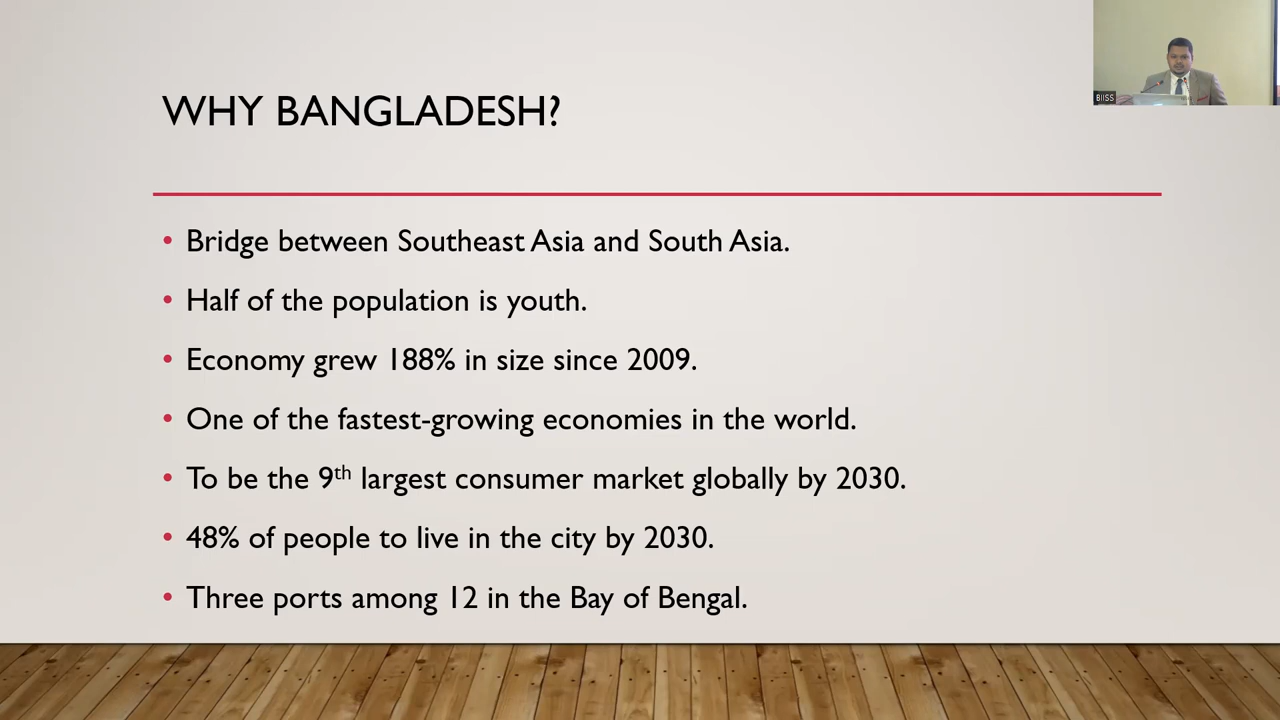 WHY BANGLADESH?
BIISS
• Bridge between Southeast Asia and South Asia.
• Half of the population is youth.
• Economy grew 188% in size since 2009.
• One of the fastest-growing economies in the world.
• To be the 9th largest consumer market globally by 2030.
• 48% of people to live in the city by 2030.
• Three ports among 12 in the Bay of Bengal.